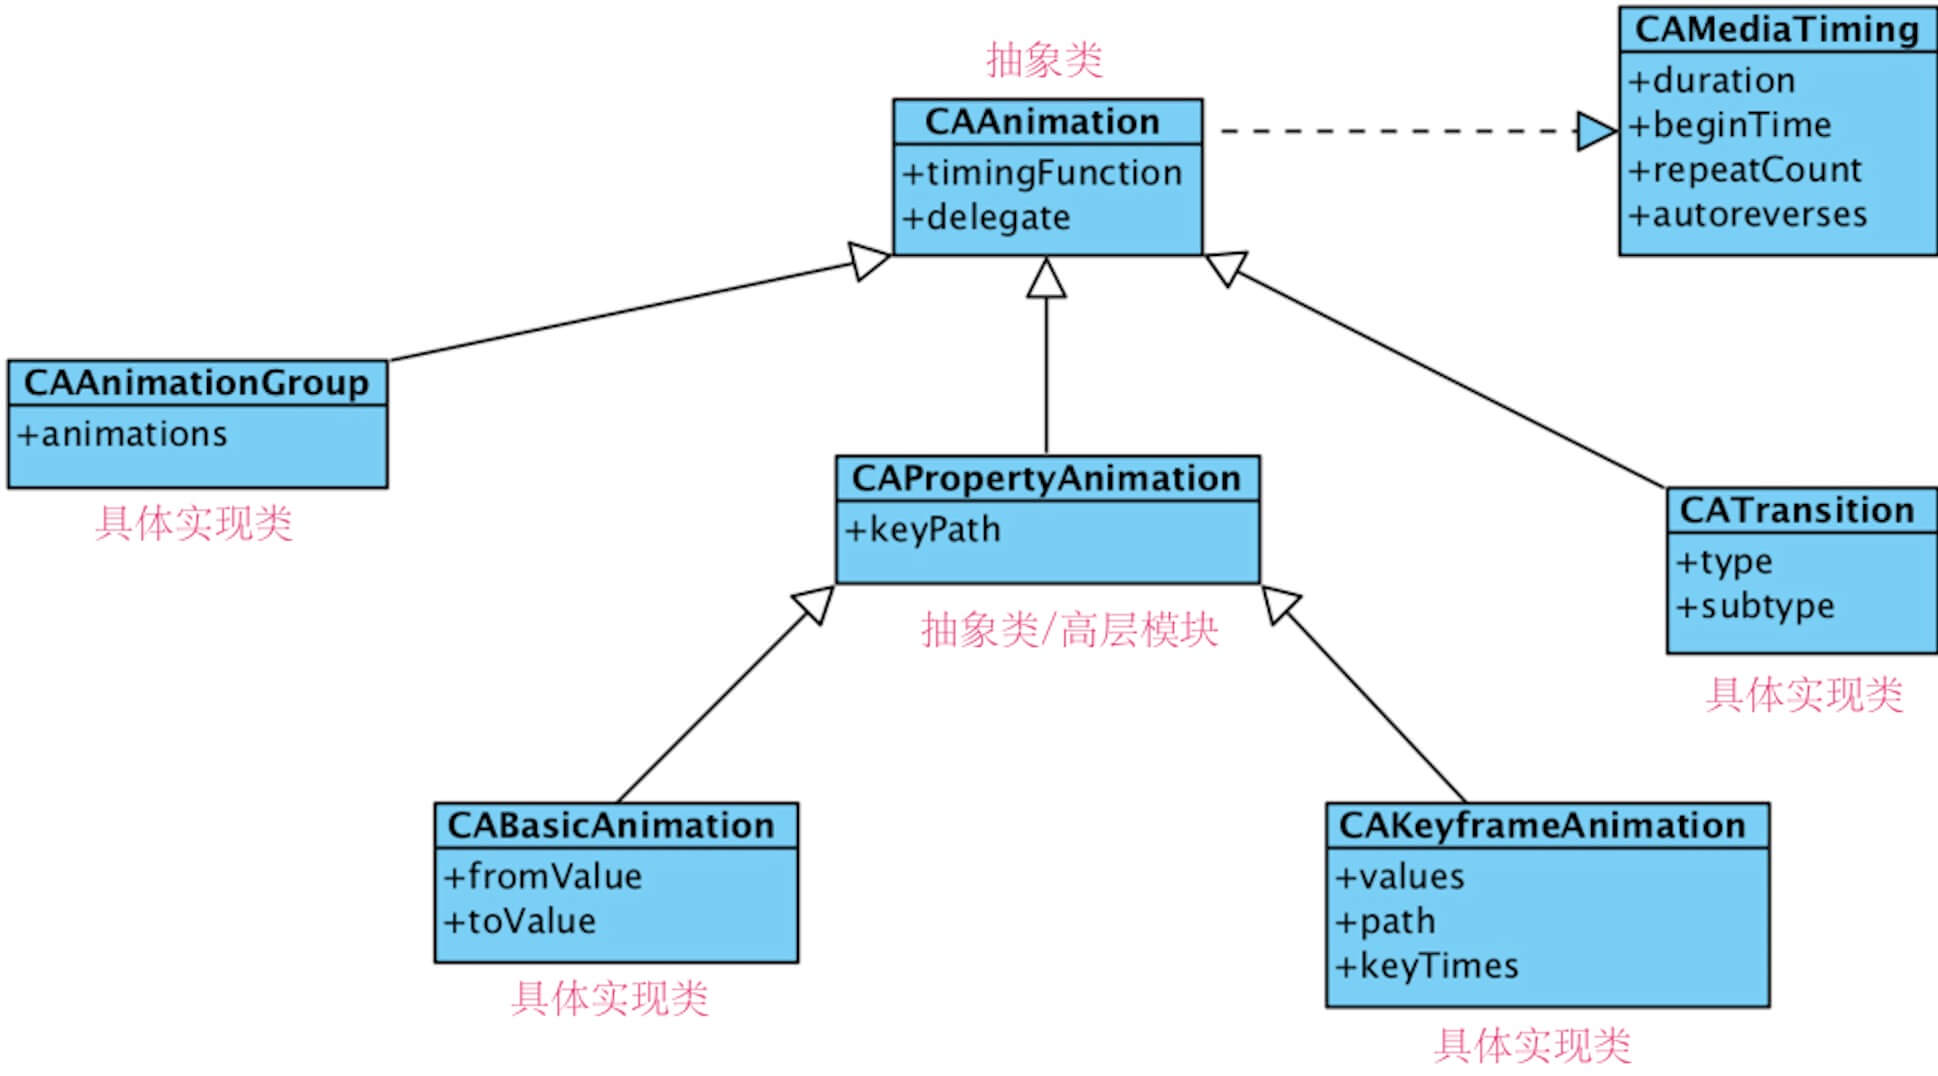 抽象类
CAAnimation
+timingFunction
+delegate
CAMediaTiming
+duration
+beginTime
+repeatCount
+autoreverses
CAAnimationGroup
+animations
具体实现类
CAPropertyAnimation
+keyPath
抽象类/高层模块
CATransition
+type
+subtype
具体实现类
CABasicAnimation
+fromValue
+toValue
具体实现类
CAKeyframeAnimation
+values
+path
+keyTimes
具体实现类